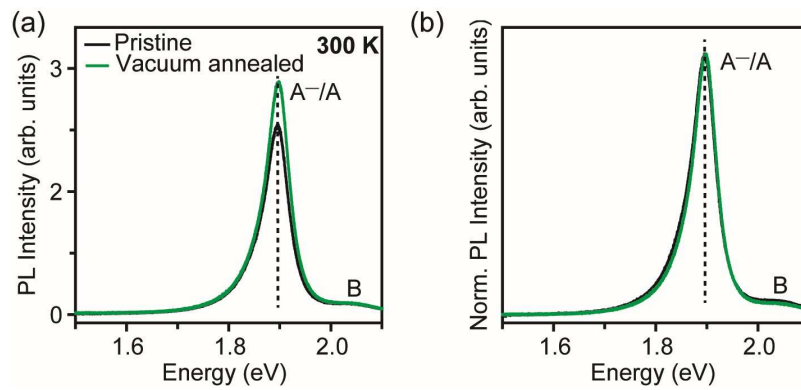 (a)
Pristine
Vacuum annealed
300 K
A⁻/A
B
3
2
0
PL Intensity (arb. units)
1.6
1.8
2.0
Energy (eV)
(b)
A⁻/A
B
Norm. PL Intensity (arb. units)
1.6
1.8
2.0
Energy (eV)